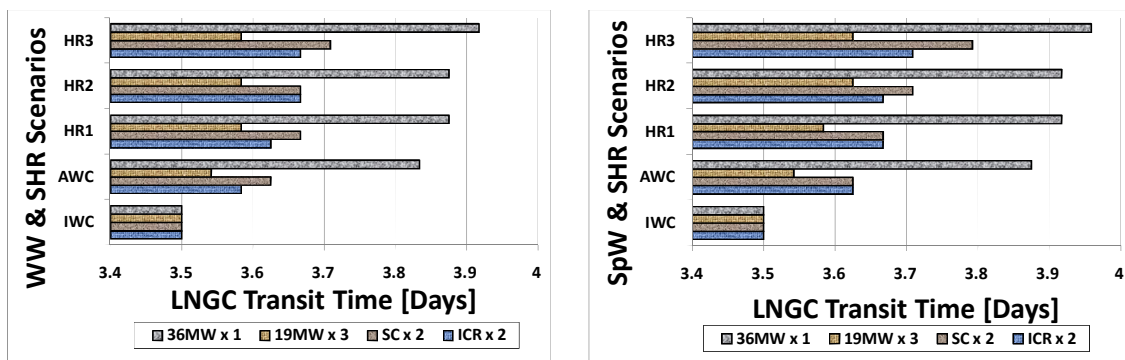 WW & SHR Scenarios
HR3
HR2
HR1
AWC
IWC
3.4 3.5 3.6 3.7 3.8 3.9 4
LNGC Transit Time [Days]
36MW x 1 19MW x 3 SC x 2 ICR x 2
SpW & SHR Scenarios
HR3
HR2
HR1
AWC
IWC
3.4 3.5 3.6 3.7 3.8 3.9 4
LNGC Transit Time [Days]
36MW x 1 19MW x 3 SC x 2 ICR x 2